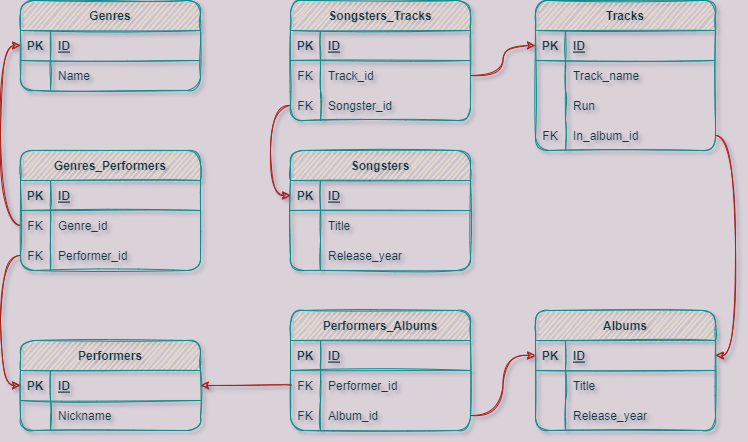 Genres
PK ID
Name
Songsters_Tracks
PK ID
FK Track_id
FK Songster_id
Tracks
PK ID
Track_name
Run
FK In_album_id
Genres_Performers
PK ID
FK Genre_id
FK Performer_id
Songsters
PK ID
Title
Release_year
Performers
PK ID
Nickname
Performers_Albums
PK ID
FK Performer_id
FK Album_id
Albums
PK ID
Title
Release_year